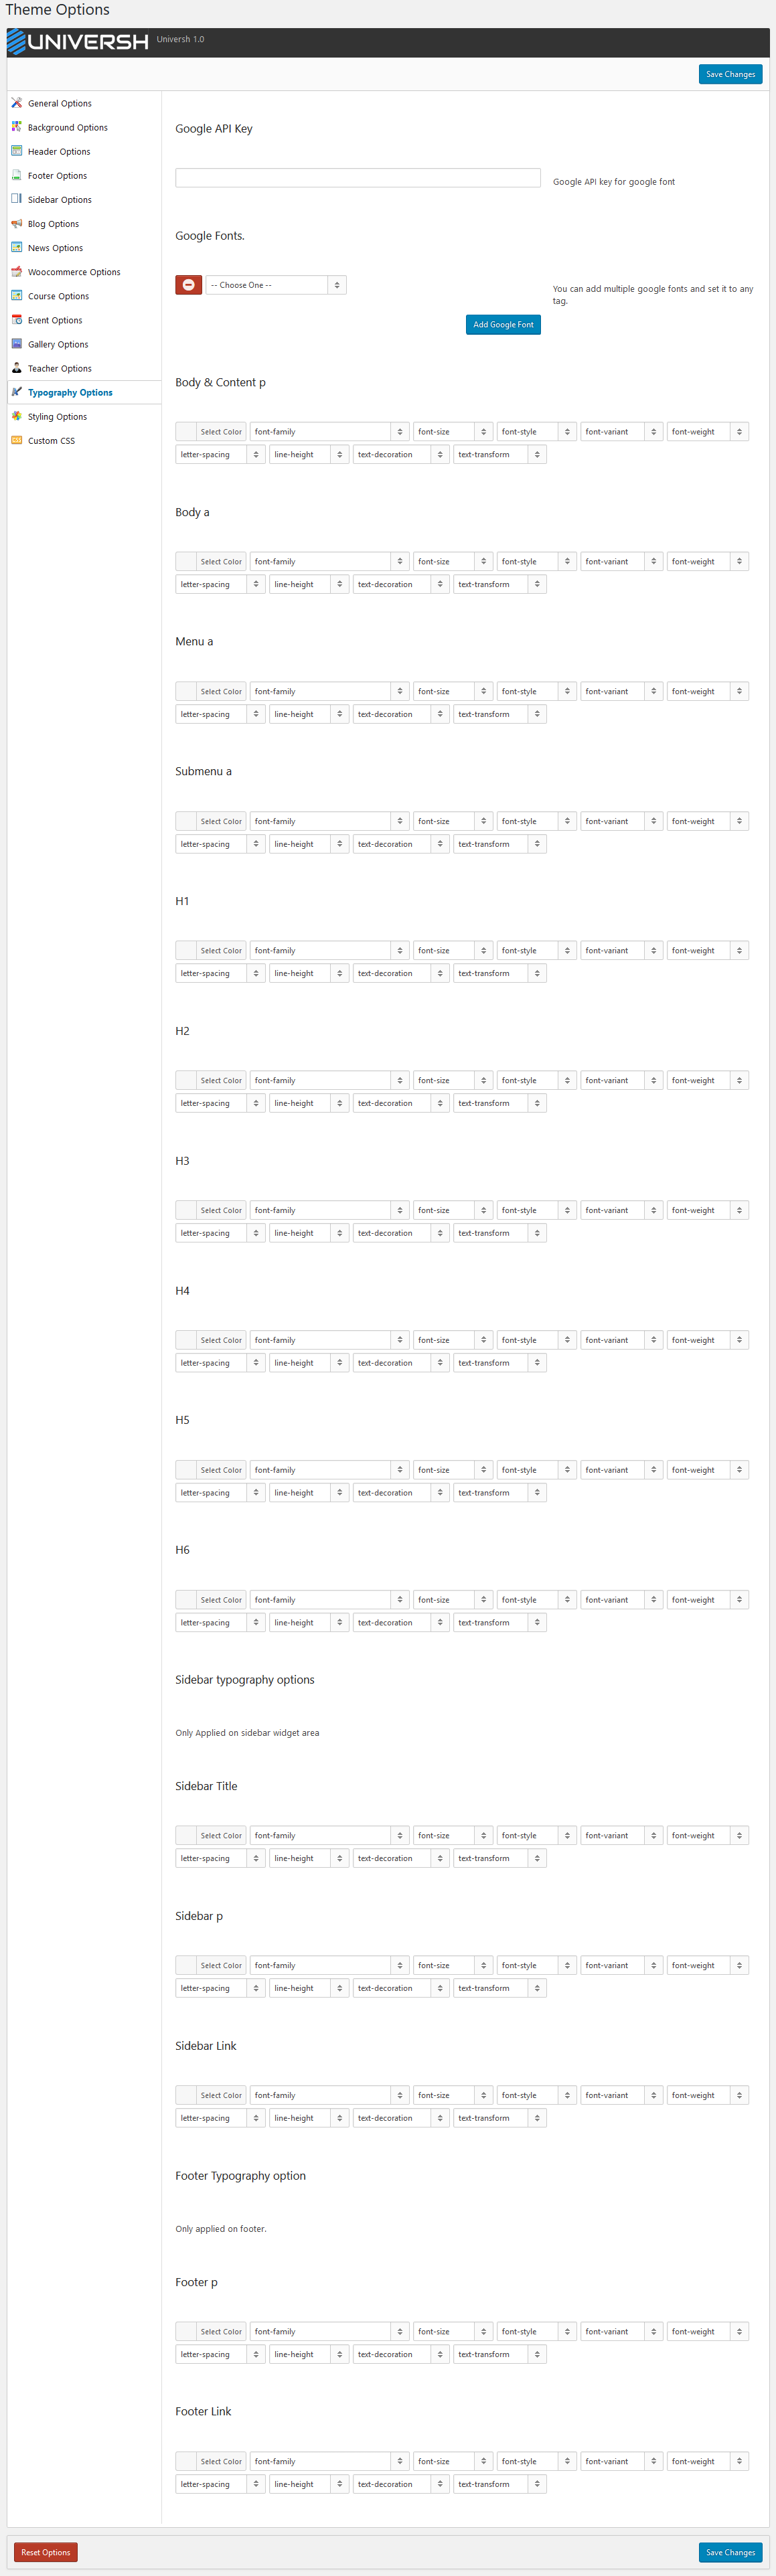 Theme Options
UNIVERSH Universh 1.0
Save Changes
General Options
Background Options
Header Options
Footer Options
Sidebar Options
Blog Options
News Options
Woocommerce Options
Course Options
Event Options
Gallery Options
Teacher Options
Typography Options
Styling Options
Custom CSS
Google API Key
Google API key for google font
Google Fonts.
-- Choose One --
You can add multiple google fonts and set it to any
tag.
Add Google Font
Body & Content p
Select Color font-family font-size font-style font-variant font-weight
letter-spacing line-height text-decoration text-transform
Body a
Select Color font-family font-size font-style font-variant font-weight
letter-spacing line-height text-decoration text-transform
Menu a
Select Color font-family font-size font-style font-variant font-weight
letter-spacing line-height text-decoration text-transform
Submenu a
Select Color font-family font-size font-style font-variant font-weight
letter-spacing line-height text-decoration text-transform
H1
Select Color font-family font-size font-style font-variant font-weight
letter-spacing line-height text-decoration text-transform
H2
Select Color font-family font-size font-style font-variant font-weight
letter-spacing line-height text-decoration text-transform
H3
Select Color font-family font-size font-style font-variant font-weight
letter-spacing line-height text-decoration text-transform
H4
Select Color font-family font-size font-style font-variant font-weight
letter-spacing line-height text-decoration text-transform
H5
Select Color font-family font-size font-style font-variant font-weight
letter-spacing line-height text-decoration text-transform
H6
Select Color font-family font-size font-style font-variant font-weight
letter-spacing line-height text-decoration text-transform
Sidebar typography options
Only Applied on sidebar widget area
Sidebar Title
Select Color font-family font-size font-style font-variant font-weight
letter-spacing line-height text-decoration text-transform
Sidebar p
Select Color font-family font-size font-style font-variant font-weight
letter-spacing line-height text-decoration text-transform
Sidebar Link
Select Color font-family font-size font-style font-variant font-weight
letter-spacing line-height text-decoration text-transform
Footer Typography option
Only applied on footer.
Footer p
Select Color font-family font-size font-style font-variant font-weight
letter-spacing line-height text-decoration text-transform
Footer Link
Select Color font-family font-size font-style font-variant font-weight
letter-spacing line-height text-decoration text-transform
Reset Options Save Changes